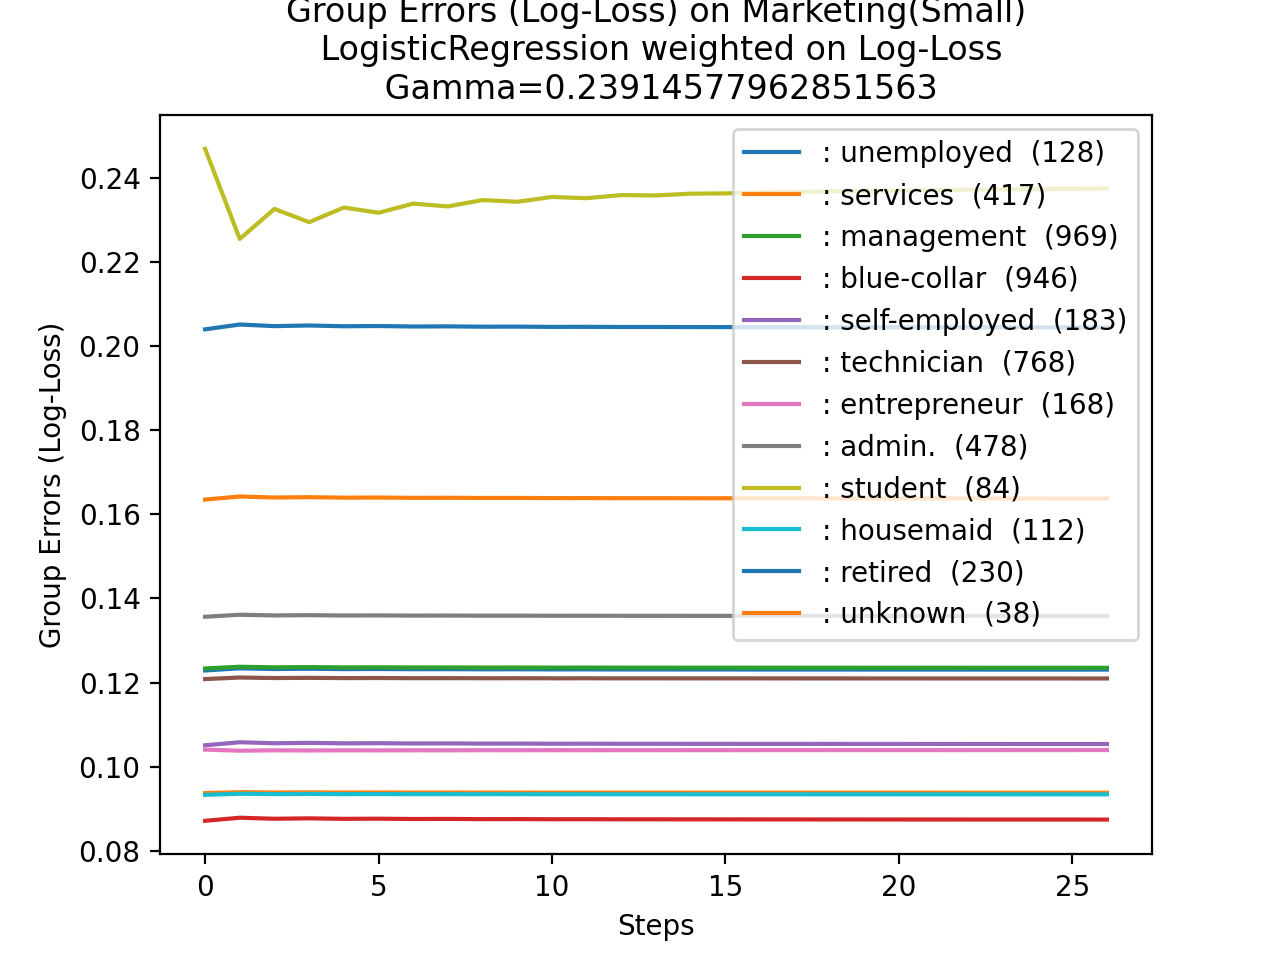 Group Errors (Log-Loss) on Marketing(Small)
LogisticRegression weighted on Log-Loss
Gamma=0.23914577962851563
Group Errors (Log-Loss)
0.24
0.22
0.20
0.18
0.16
0.14
0.12
0.10
0.08
: unemployed (128)
: services (417)
: management (969)
: blue-collar (946)
: self-employed (183)
: technician (768)
: entrepreneur (168)
: admin. (478)
: student (84)
: housemaid (112)
: retired (230)
: unknown (38)
0 5 10 15 20 25
Steps